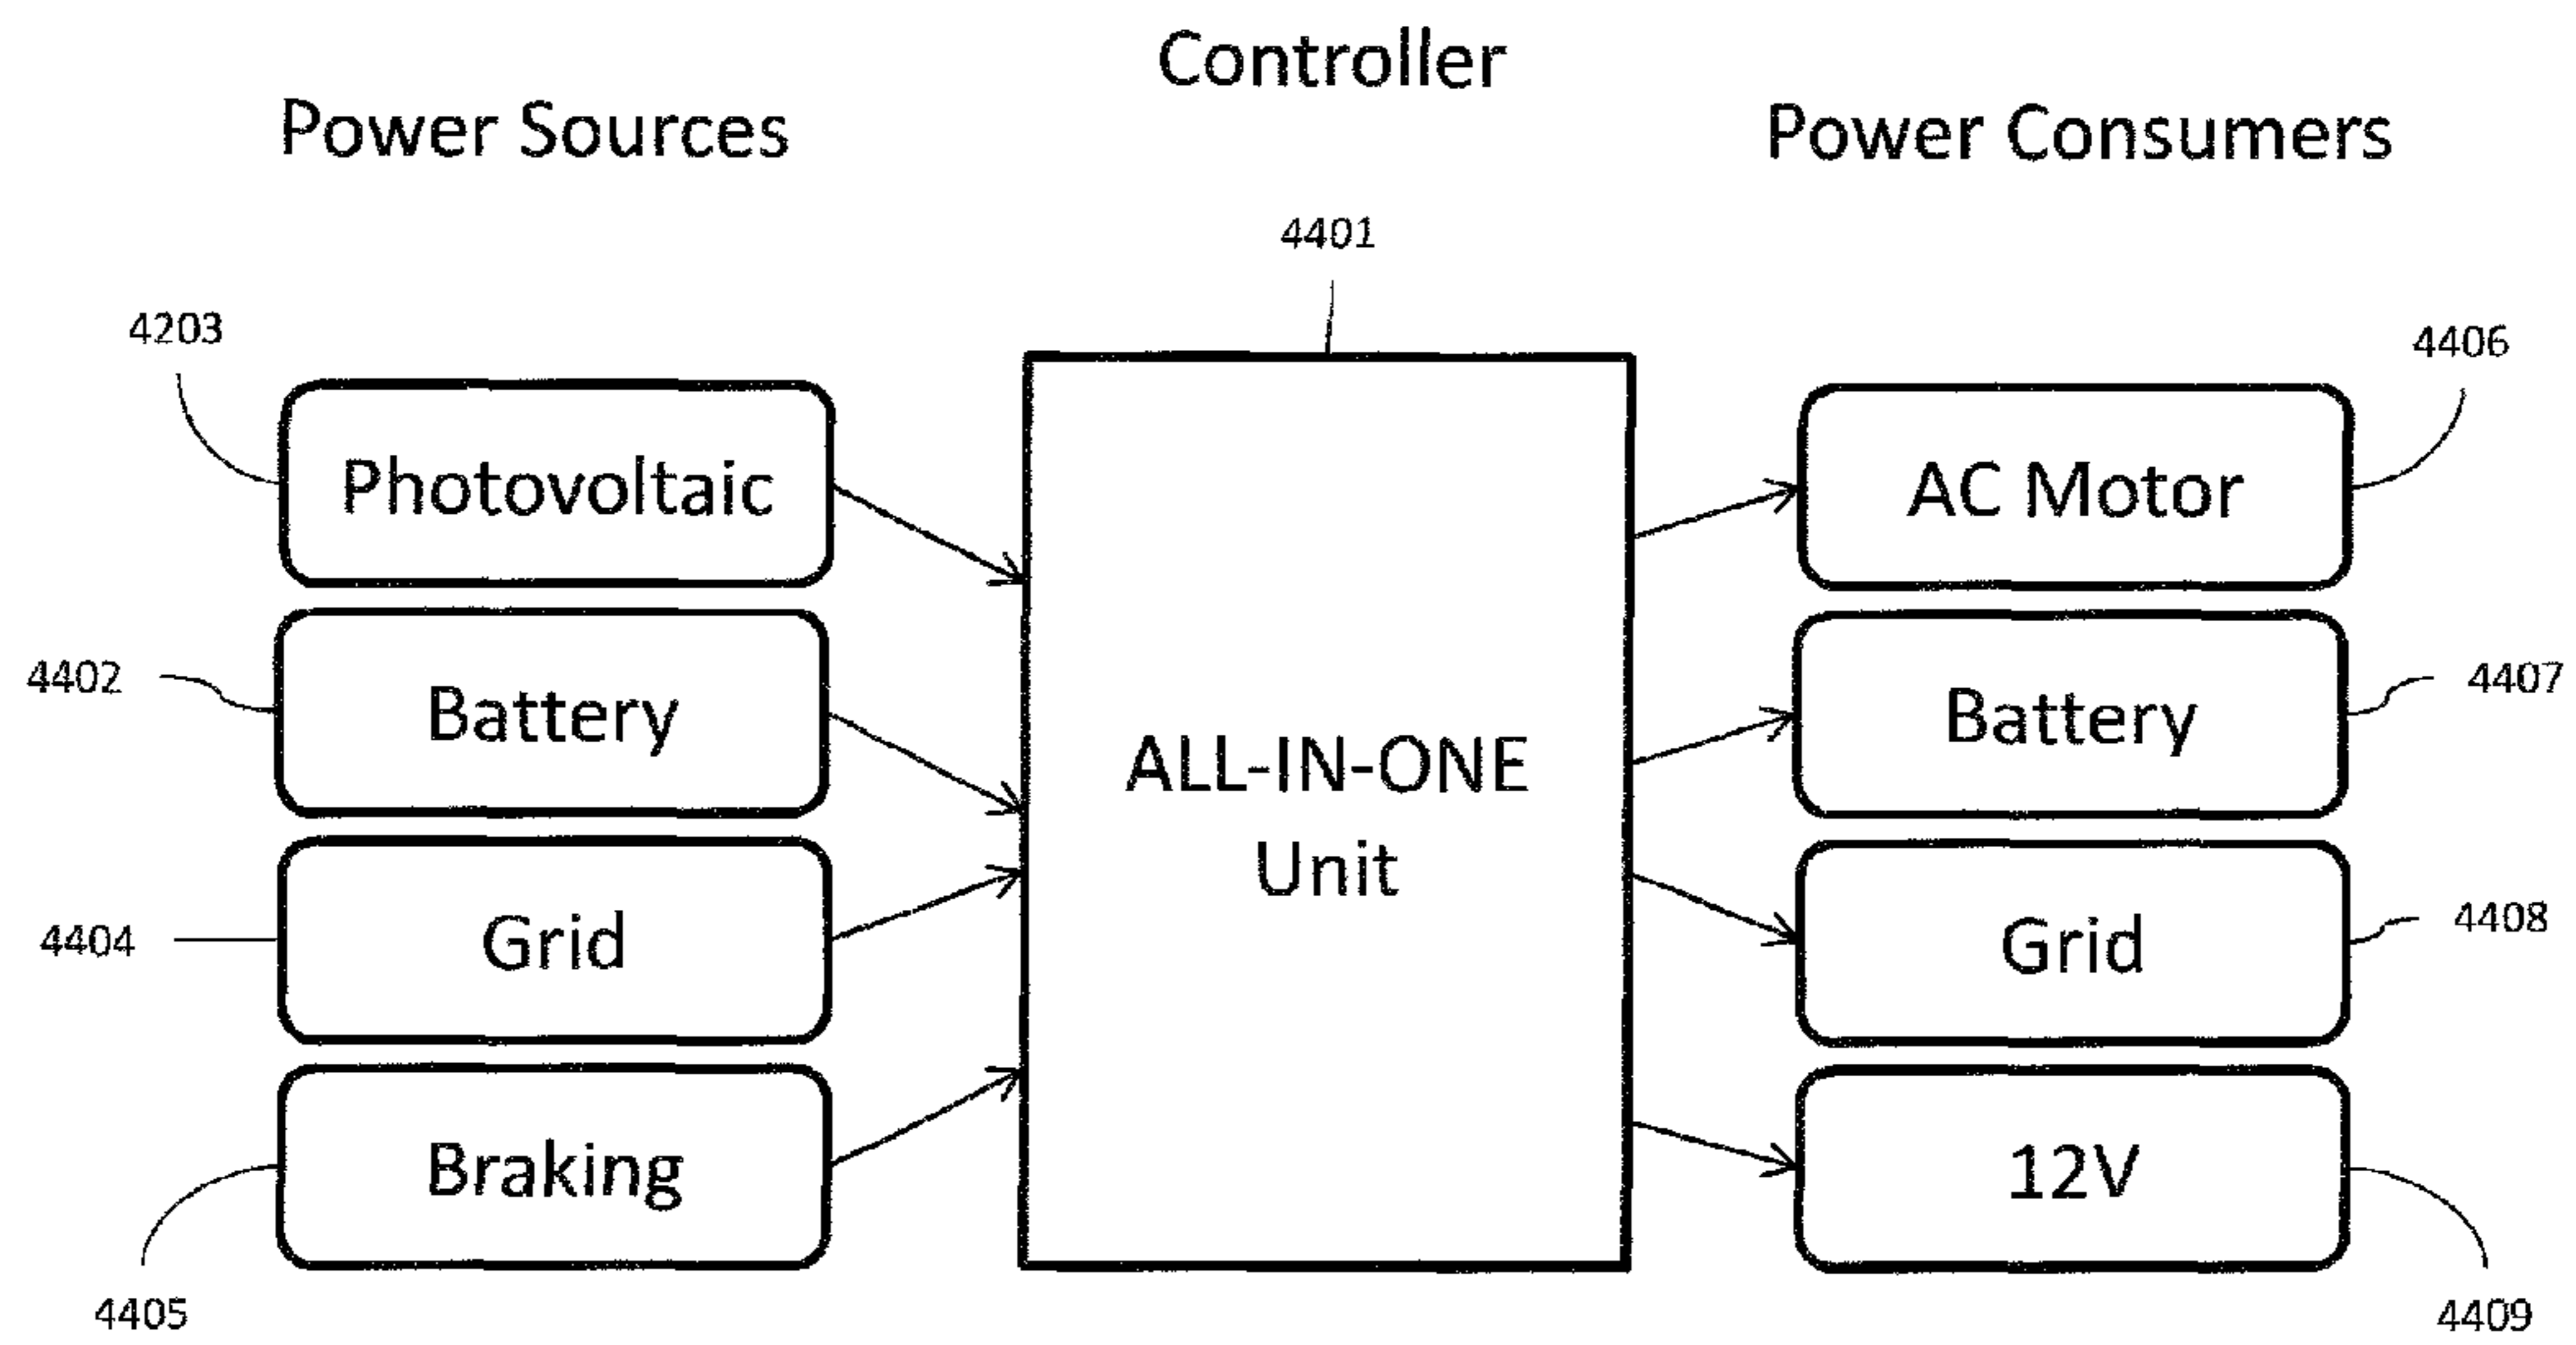 Controller
Power Sources
Power Consumers
4401
4203
4406
Photovoltaic
AC Motor
4402
Battery
Battery
4407
ALL-IN-ONE
Unit
4404
Grid
Grid
4408
Braking
12V
4405
4409